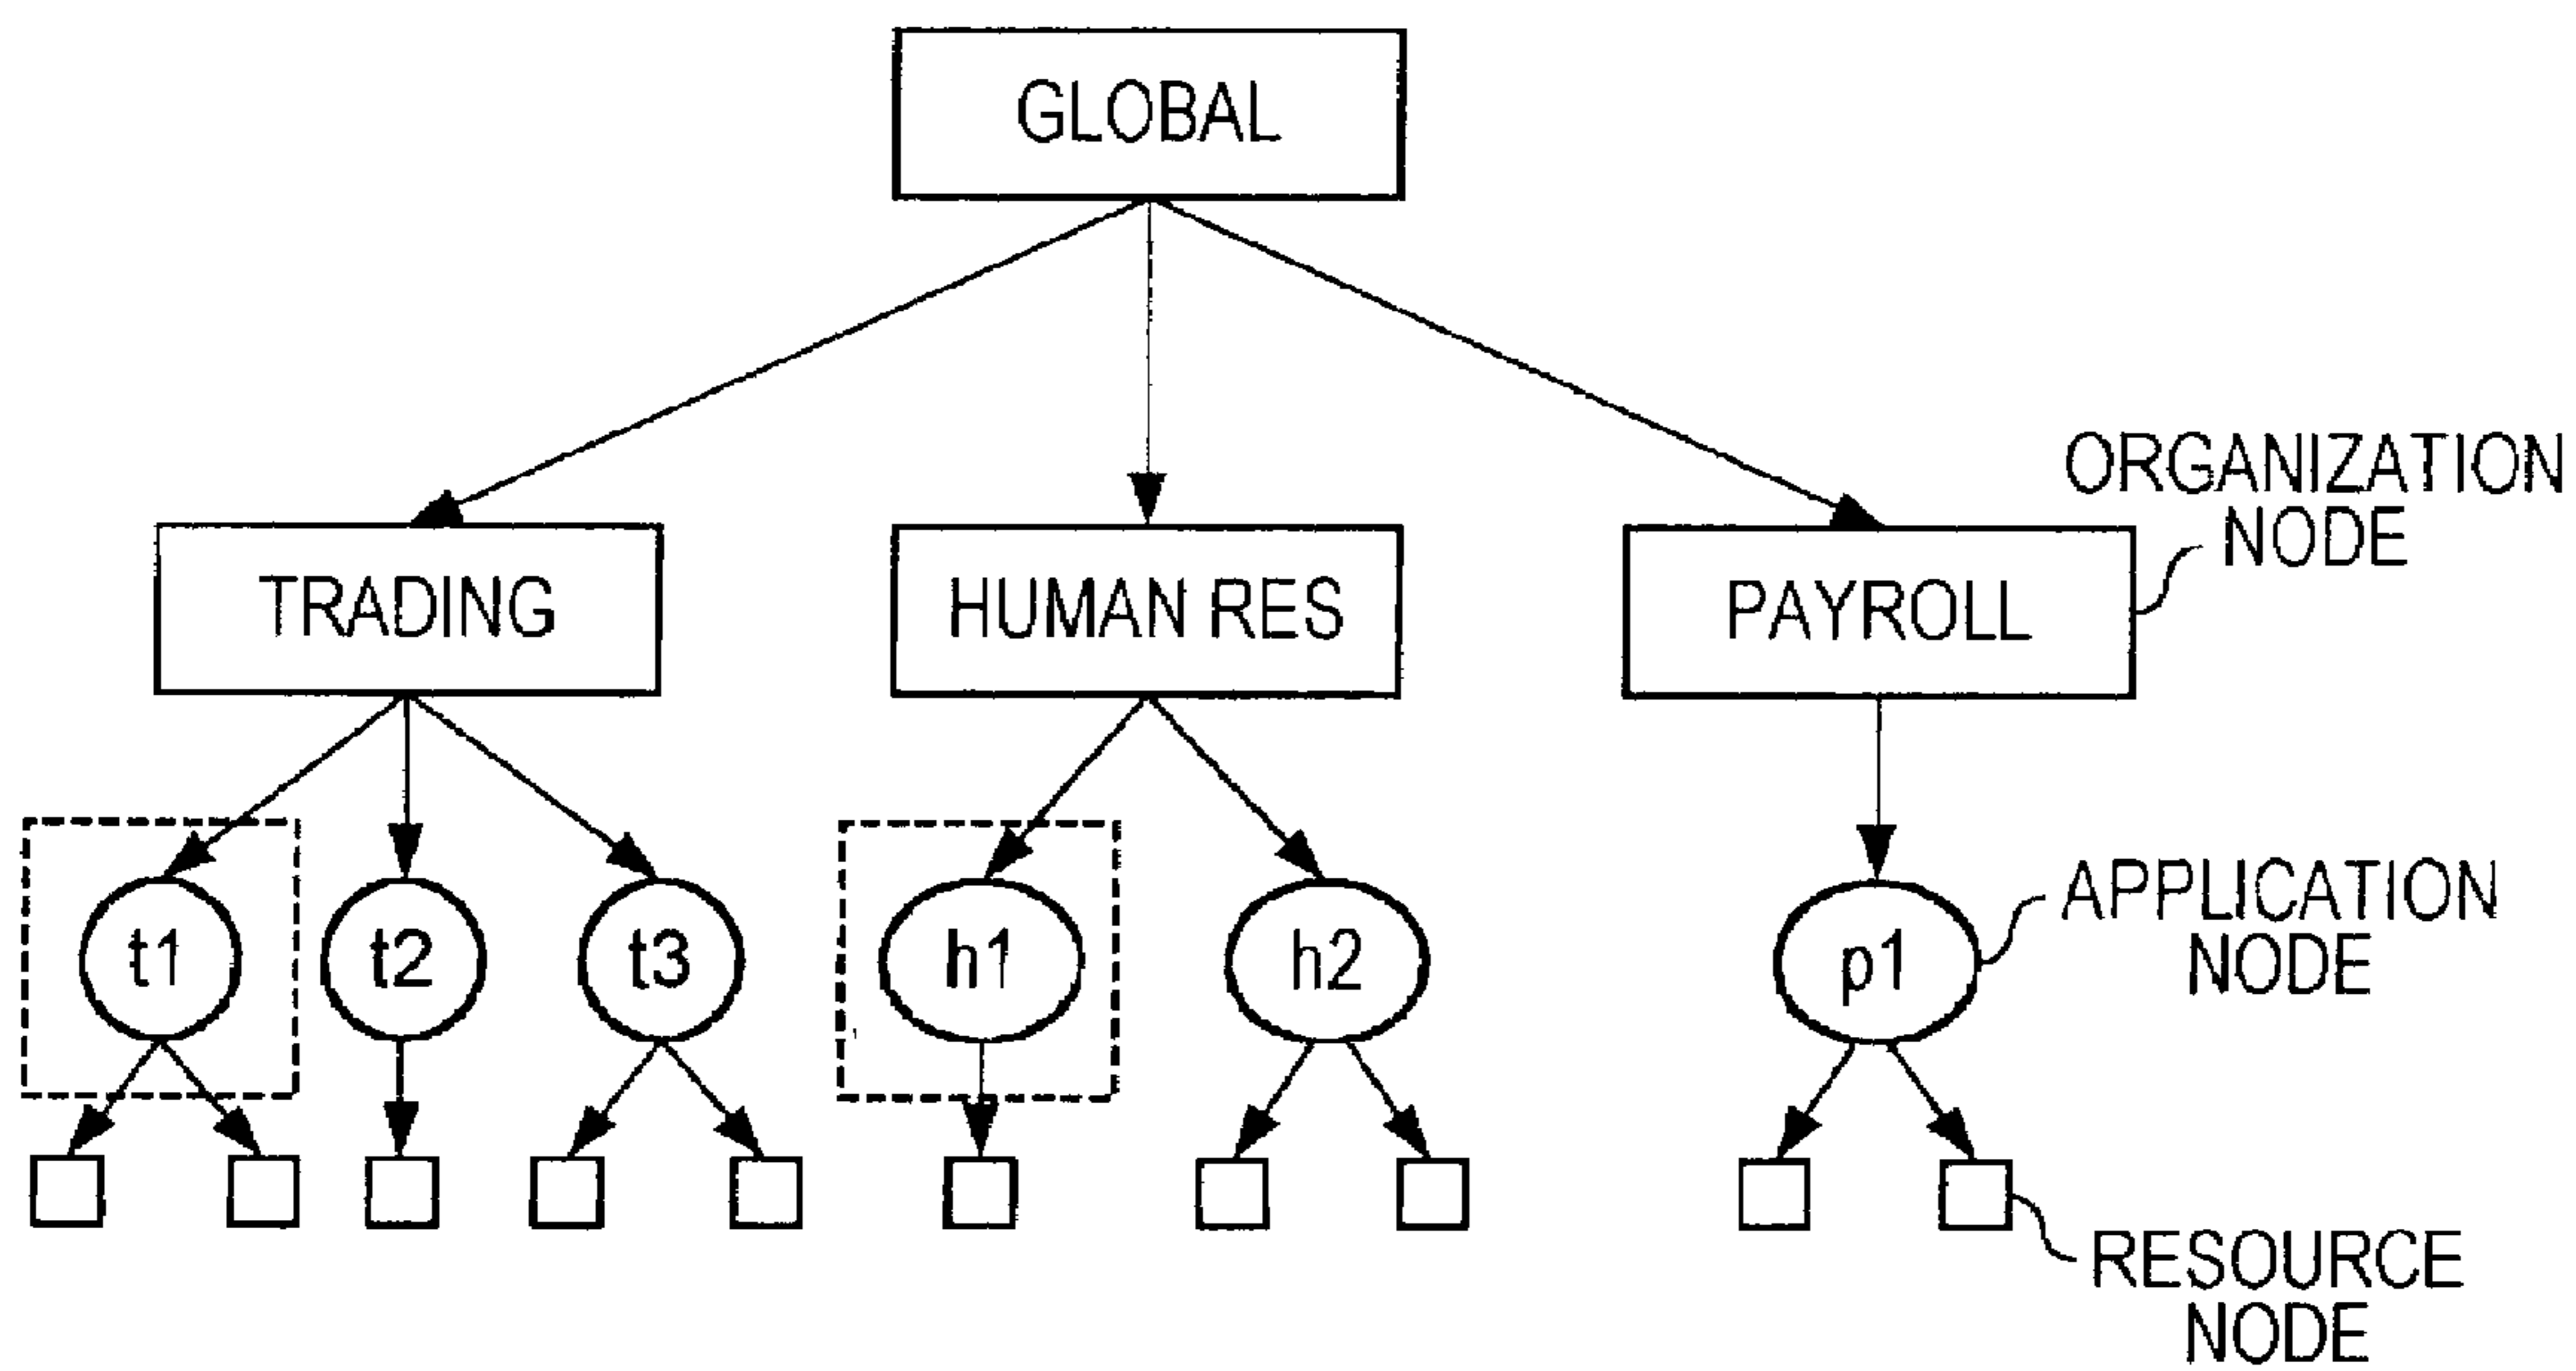 GLOBAL
ORGANIZATION
NODE
TRADING
HUMAN RES
PAYROLL
t1
t2
t3
h1
h2
p1
APPLICATION
NODE
RESOURCE
NODE